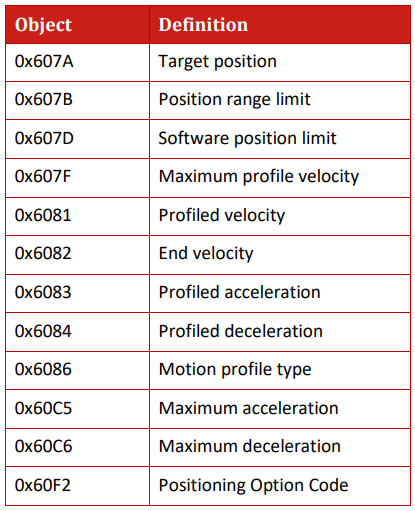 Object Definition
0x607A Target position
0x607B Position range limit
0x607D Software position limit
0x607F Maximum profile velocity
0x6081 Profiled velocity
0x6082 End velocity
0x6083 Profiled acceleration
0x6084 Profiled deceleration
0x6086 Motion profile type
0x60C5 Maximum acceleration
0x60C6 Maximum deceleration
0x60F2 Positioning Option Code